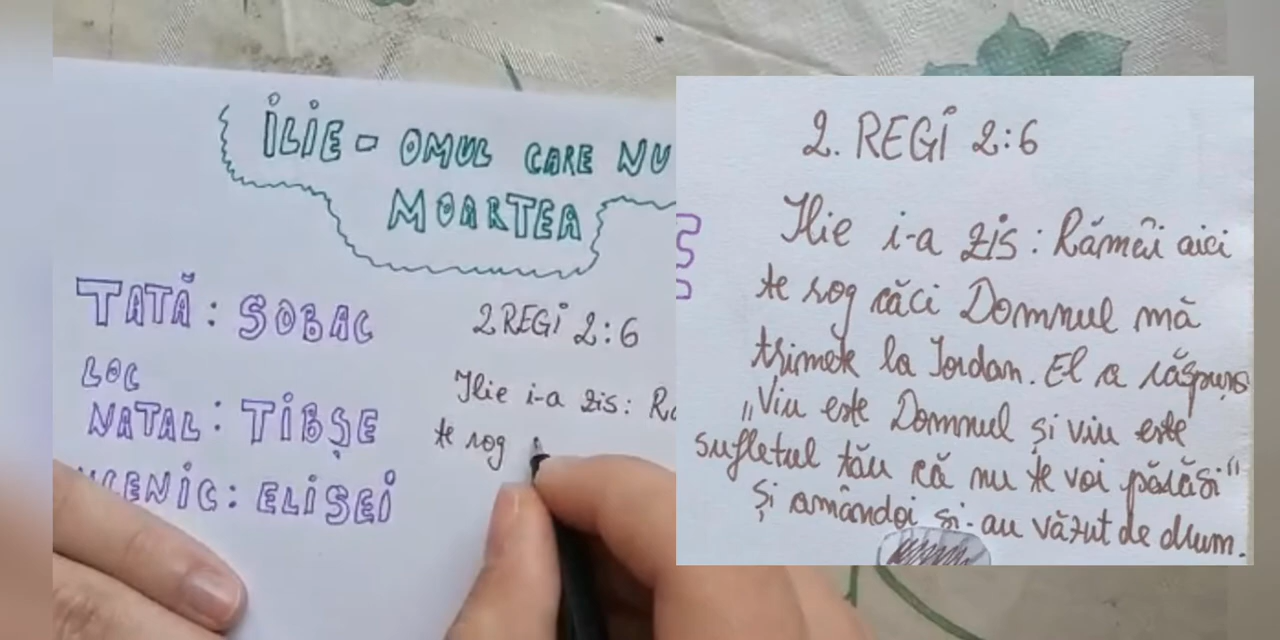 ILIE - OMUL CARE NU
MOARTEA
TATĂ: SOBAC
LOC
NATAL: TIBȘE
UCENIC: ELISEI
2 REGI 2:6
Ilie i-a zis: Ră
te rog
2. REGI 2:6
Ilie i-a zis: Rămâi aici
te rog căci Domnul mă
trimete la Iordan. El a răspuns
„Viu este Domnul și viu este
sufletul tău că nu te voi părăsi"
Și amândoi și-au văzut de drum.